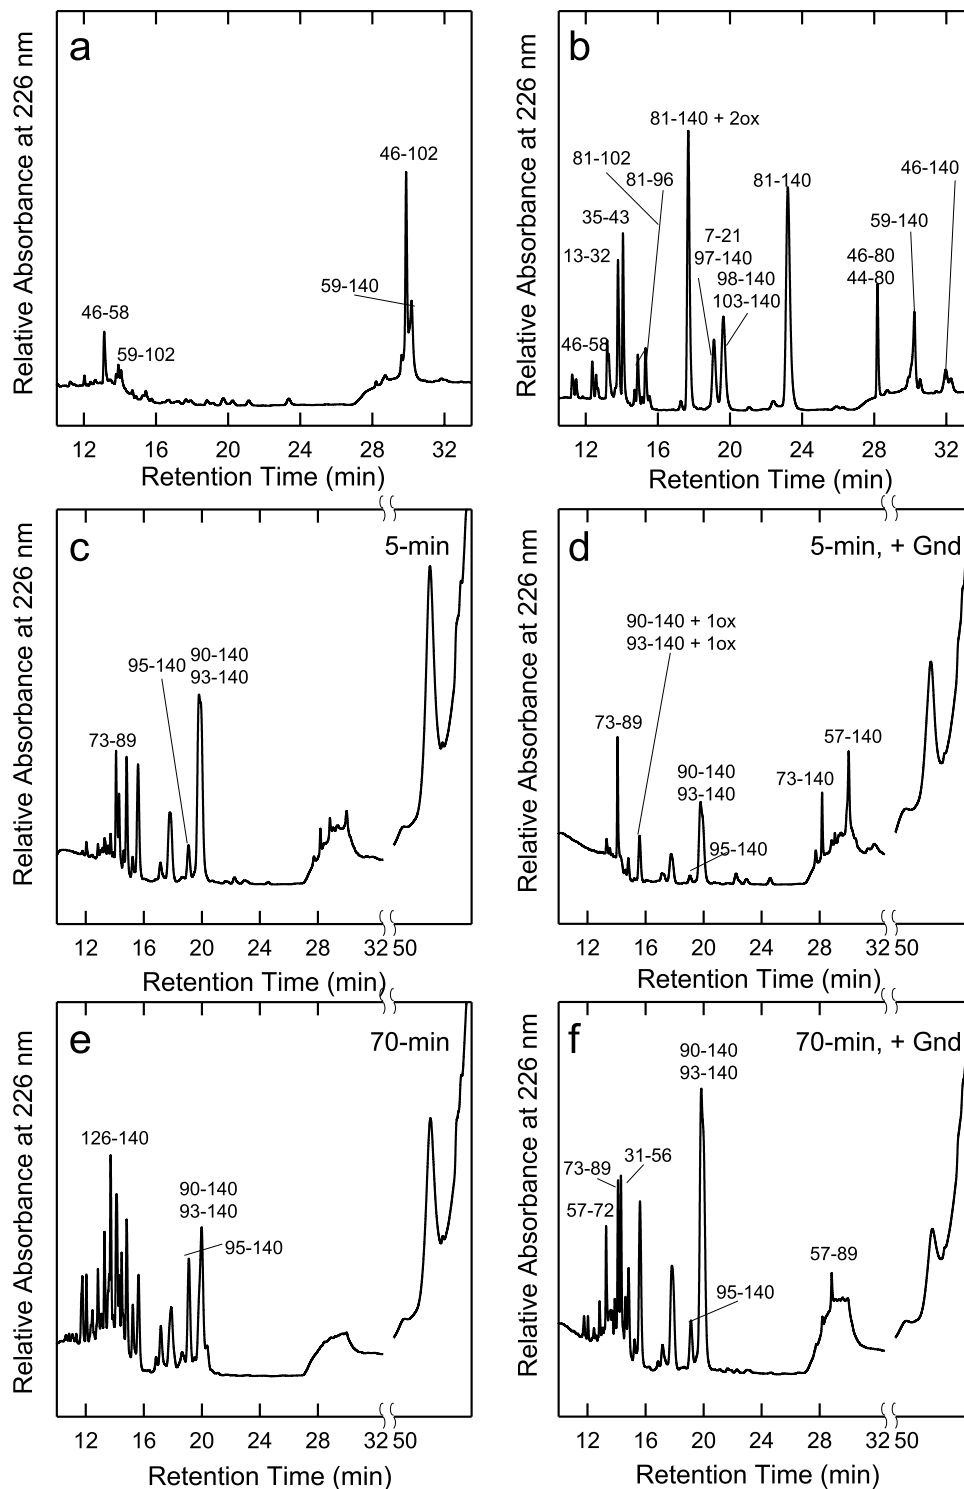 a
Relative Absorbance at 226 nm
46-102
59-140
46-58
59-102
12 16 20 24 28 32
Retention Time (min)
b
Relative Absorbance at 226 nm
81-140 + 2ox
81-102
81-96
46-140
81-140
35-43
59-140
7-21
13-32
97-140
46-80
98-140
44-80
103-140
46-58
12 16 20 24 28 32
Retention Time (min)
c
5-min
Relative Absorbance at 226 nm
90-140
95-140
93-140
73-89
12 16 20 24 28 32 50
Retention Time (min)
d
5-min, + Gnd
Relative Absorbance at 226 nm
90-140 + 1ox
93-140 + 1ox
73-89
57-140
90-140
73-140
93-140
95-140
12 16 20 24 28 32 50
Retention Time (min)
e
70-min
Relative Absorbance at 226 nm
126-140
90-140
93-140
95-140
12 16 20 24 28 32 50
Retention Time (min)
f
70-min, + Gnd
Relative Absorbance at 226 nm
90-140
93-140
31-56
73-89
57-72
57-89
95-140
12 16 20 24 28 32 50
Retention Time (min)